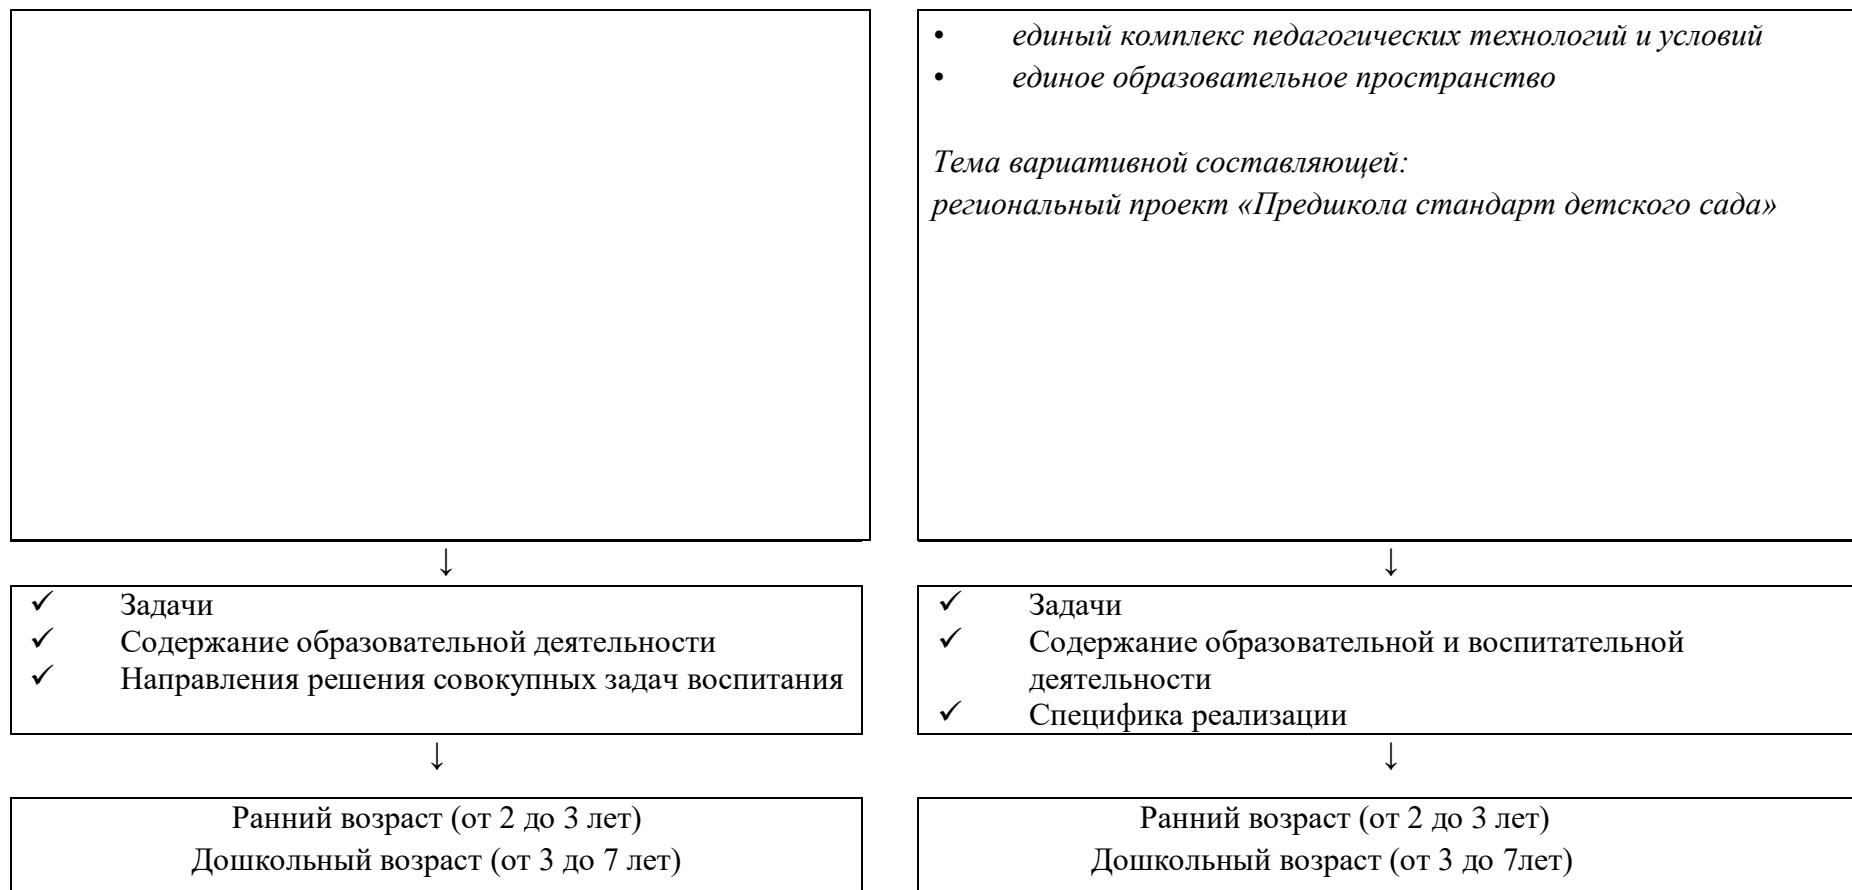 • единый комплекс педагогических технологий и условий
• единое образовательное пространство
Тема вариативной составляющей:
региональный проект «Предшкола стандарт детского сада»
↓
↓
✓ Задачи
✓ Содержание образовательной деятельности
✓ Направления решения совокупных задач воспитания
✓ Задачи
✓ Содержание образовательной и воспитательной
деятельности
✓ Специфика реализации
↓
↓
Ранний возраст (от 2 до 3 лет)
Дошкольный возраст (от 3 до 7 лет)
Ранний возраст (от 2 до 3 лет)
Дошкольный возраст (от 3 до 7лет)